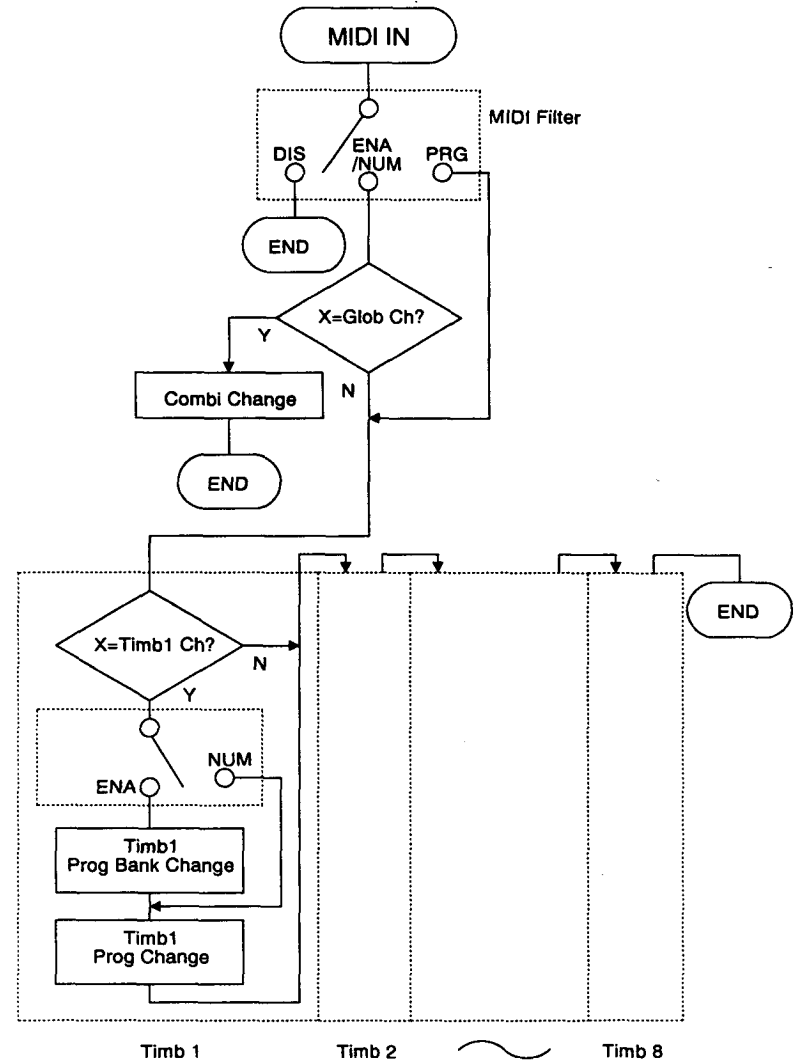 MIDI IN
MIDI Filter
DIS
ENA
/NUM
PRG
END
X=Glob Ch?
Y
N
Combi Change
END
END
X=Timb1 Ch?
N
Y
NUM
ENA
Timb1
Prog Bank Change
Timb1
Prog Change
Timb 1
Timb 2
Timb 8